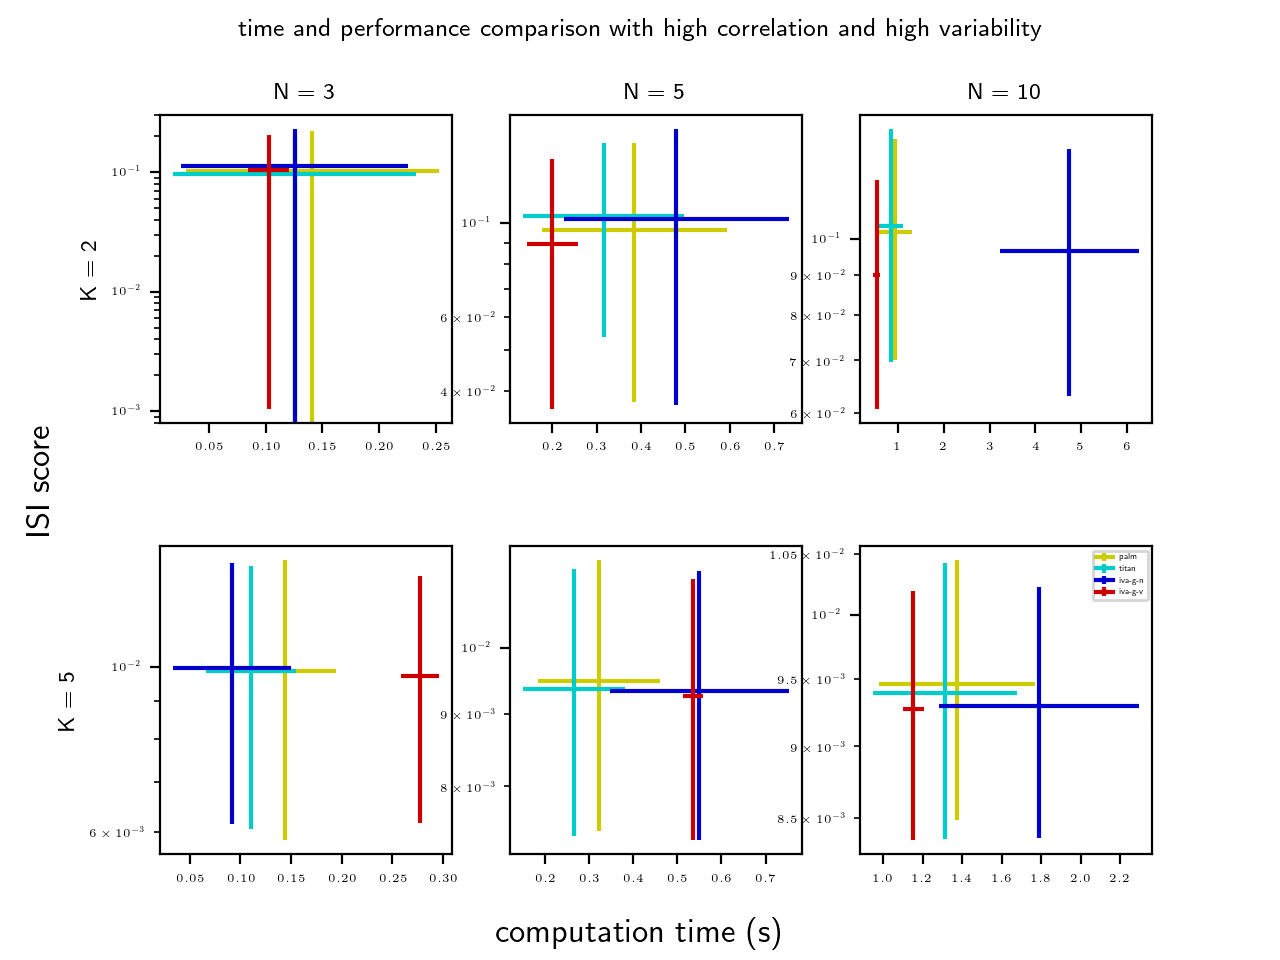 time and performance comparison with high correlation and high variability
N = 3
N = 5
N = 10
K = 2
10⁻¹
10⁻²
10⁻³
0.05 0.10 0.15 0.20 0.25
10⁻¹
6 × 10⁻²
4 × 10⁻²
0.2 0.3 0.4 0.5 0.6 0.7
10⁻¹
9 × 10⁻²
8 × 10⁻²
7 × 10⁻²
6 × 10⁻²
1 2 3 4 5 6
ISI score
K = 5
10⁻²
6 × 10⁻³
0.05 0.10 0.15 0.20 0.25 0.30
10⁻²
9 × 10⁻³
8 × 10⁻³
0.2 0.3 0.4 0.5 0.6 0.7
1.05 × 10⁻²
10⁻²
9.5 × 10⁻³
9 × 10⁻³
8.5 × 10⁻³
1.0 1.2 1.4 1.6 1.8 2.0 2.2
palm
titan
iva-g-n
iva-g-v
computation time (s)